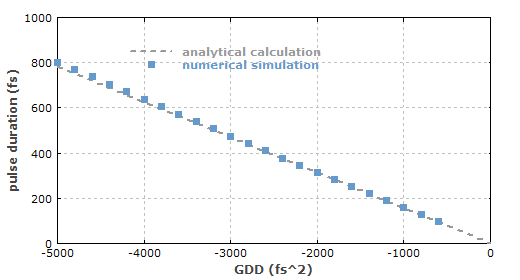 1000
800
600
400
200
0
pulse duration (fs)
analytical calculation
numerical simulation
-5000 -4000 -3000 -2000 -1000 0
GDD (fs^2)